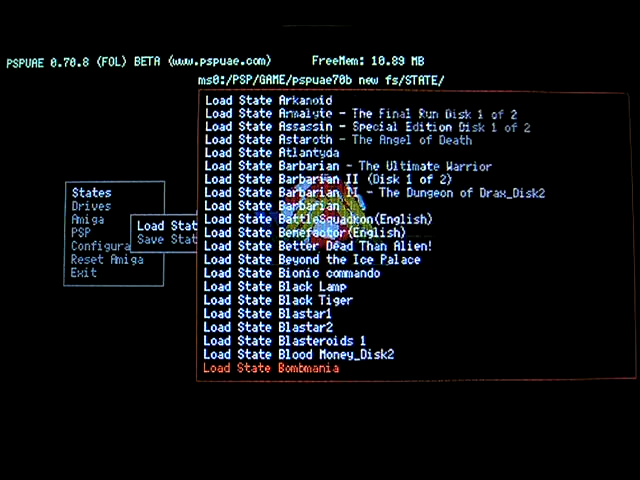 PSPUAE 0.70.8 (FOL) BETA (www.pspuae.com) FreeMem: 10.89 MB
ms0:/PSP/GAME/pspuae70b new fs/STATE/
Load State Arkanoid
Load State Armalyte - The Final Run Disk 1 of 2
Load State Assassin - Special Edition Disk 1 of 2
Load State Astaroth - The Angel of Death
Load State Atlantyda
Load State Barbarian - The Ultimate Warrior
Load State Barbarian II (Disk 1 of 2)
Load State Barbarian II - The Dungeon of Drax_Disk2
Load State Barbarian
Load State BattleSquadron(English)
Load State Benefactor(English)
Load State Better Dead Than Alien!
Load State Beyond the Ice Palace
Load State Bionic commando
Load State Black Lamp
Load State Black Tiger
Load State Blastar1
Load State Blastar2
Load State Blasteroids 1
Load State Blood Money_Disk2
Load State Bombmania
States
Drives
Amiga
PSP
Configura
Reset Amiga
Exit
Load Stat
Save Stat